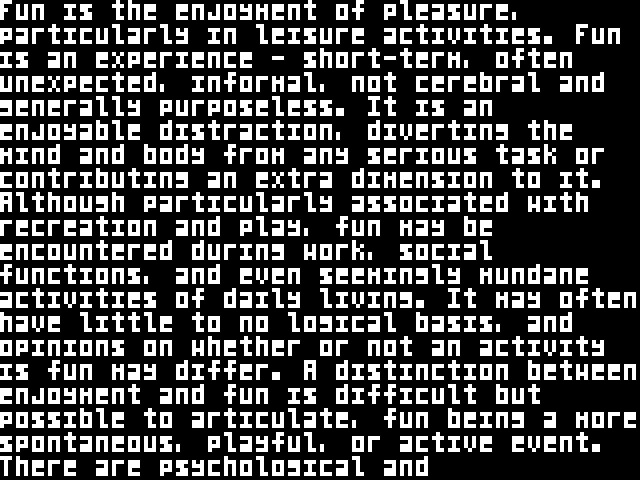 Fun is the enjoyment of pleasure,
particularly in leisure activities. Fun
is an experience - short-term, often
unexpected, informal, not cerebral and
generally purposeless. It is an
enjoyable distraction, diverting the
mind and body from any serious task or
contributing an extra dimension to it.
Although particularly associated with
recreation and play, fun may be
encountered during work, social
functions, and even seemingly mundane
activities of daily living. It may often
have little to no logical basis, and
opinions on whether or not an activity
is fun may differ. A distinction between
enjoyment and fun is difficult but
possible to articulate, fun being a more
spontaneous, playful, or active event.
There are psychological and